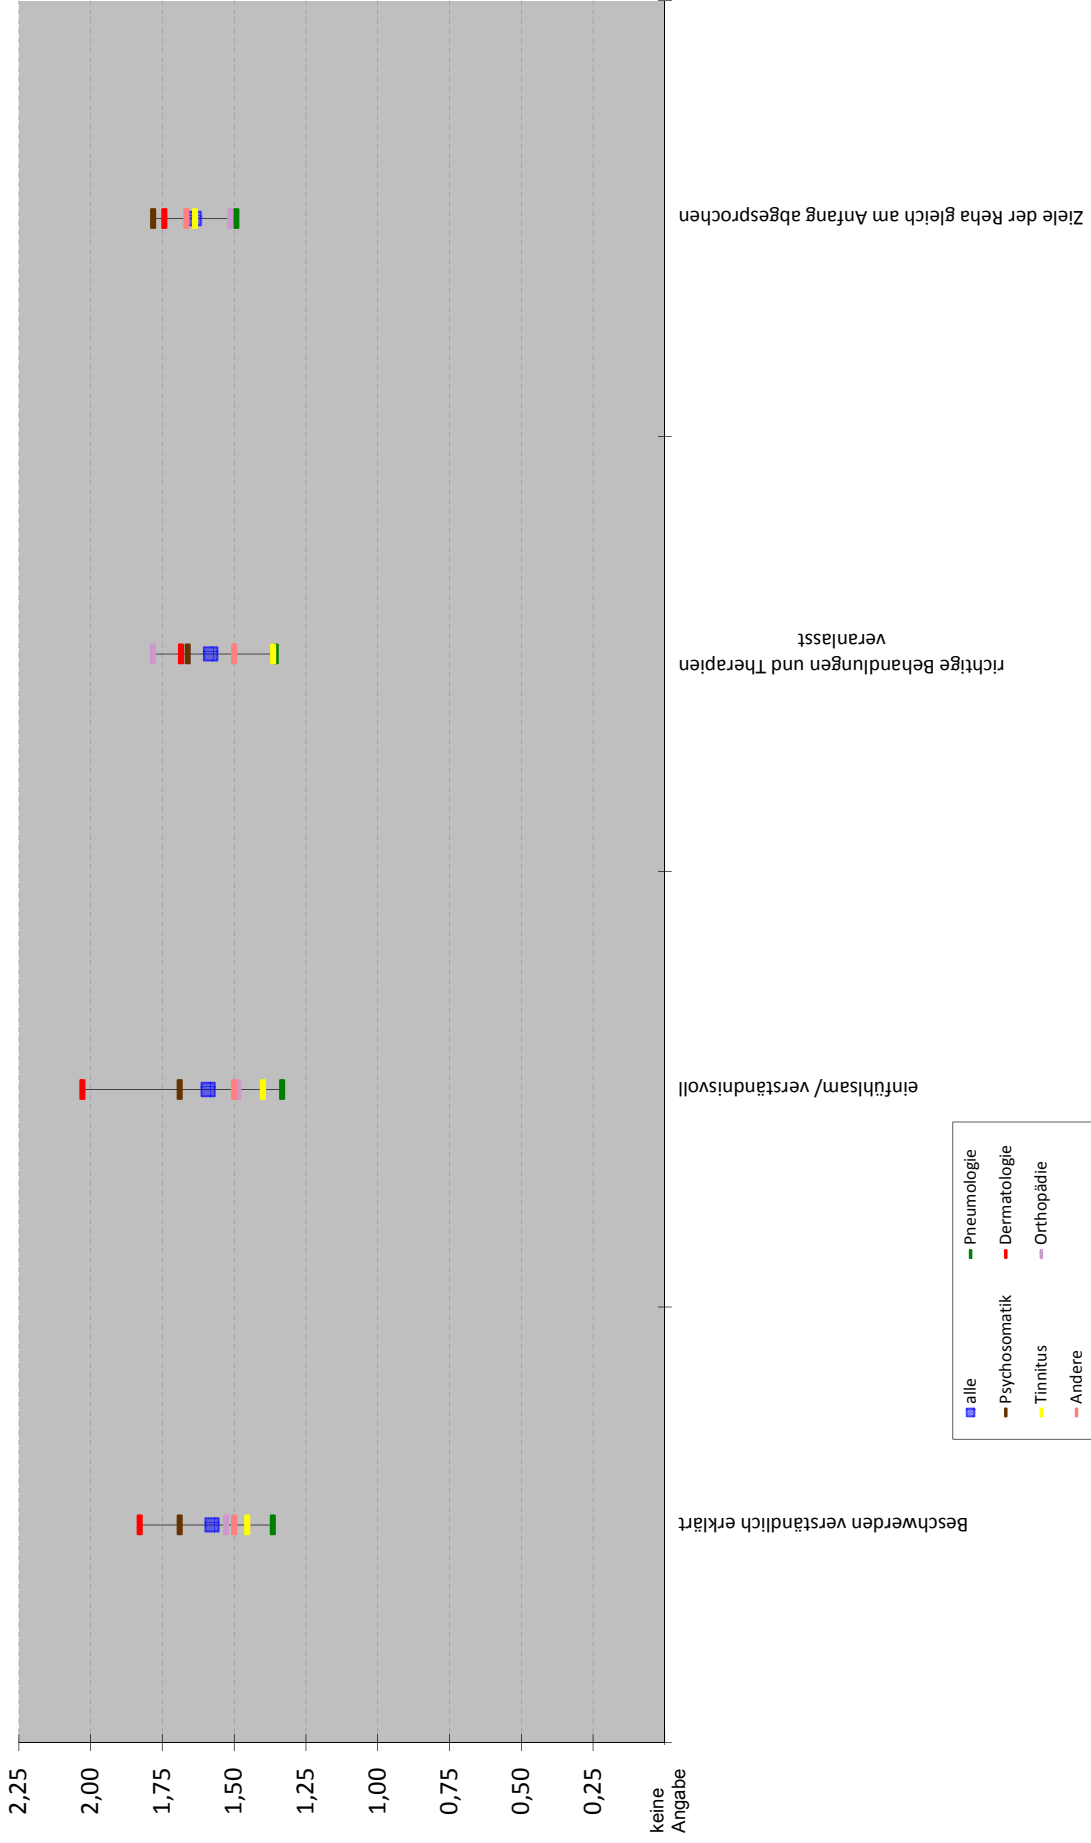 2,25
2,00
1,75
1,50
1,25
1,00
0,75
0,50
0,25
keine
Angabe
Beschwerden verständlich erklärt
einfühlsam/ verständnisvoll
richtige Behandlungen und Therapien
veranlasst
Ziele der Reha gleich am Anfang abgesprochen
alle
Pneumologie
Psychosomatik
Dermatologie
Tinnitus
Orthopädie
Andere